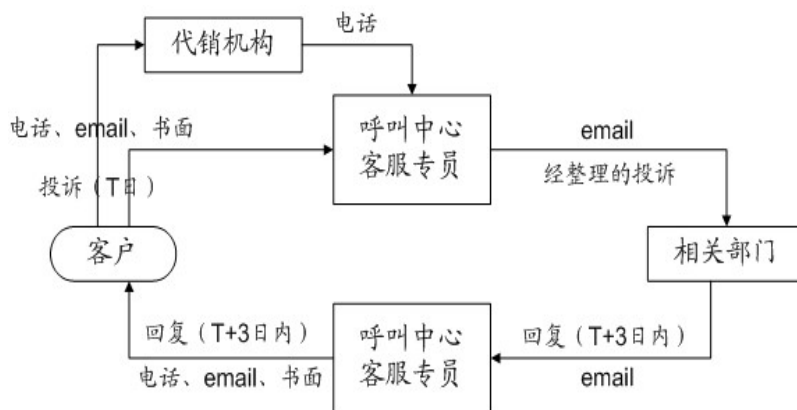 代销机构
电话
电话、email、书面
投诉（T日）
呼叫中心
客服专员
email
经整理的投诉
客户
相关部门
回复（T+3日内）
电话、email、书面
呼叫中心
客服专员
回复（T+3日内）
email